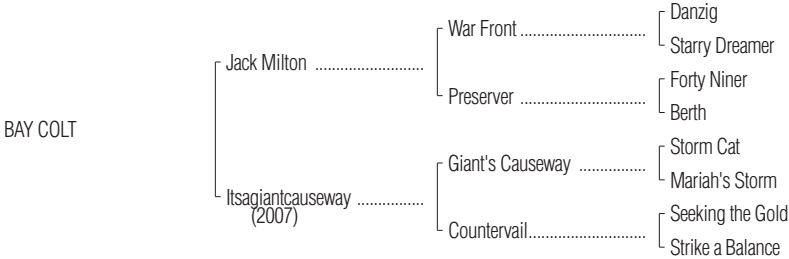 Danzig
War Front ..............................
Starry Dreamer
Jack Milton ..........................
Forty Niner
Preserver ..............................
Berth
BAY COLT
Storm Cat
Giant's Causeway ................
Mariah's Storm
Itsagiantcauseway ................
(2007)
Seeking the Gold
Countervail............................
Strike a Balance